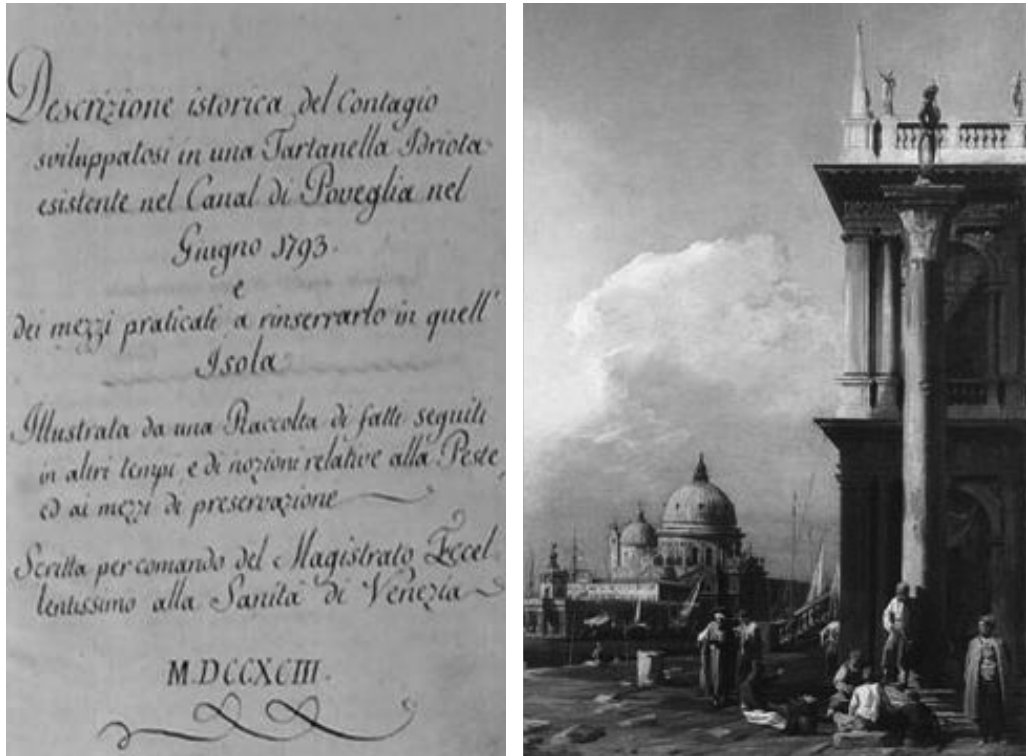 Descrizione istorica del Contagio
sviluppatosi in una Tartanella Idriota
esistente nel Canal di Poveglia nel
Giugno 1793.
e
dei mezzi praticati a rinserrarlo in quell'
Isola
Illustrata da una Raccolta di fatti seguiti
in altri tempi, e di nozioni relative alla Peste,
ed ai mezzi di preservazione
Scritta per comando del Magistrato Eccel-
lentissimo alla Sanità di Venezia
M.DCCXCIII.